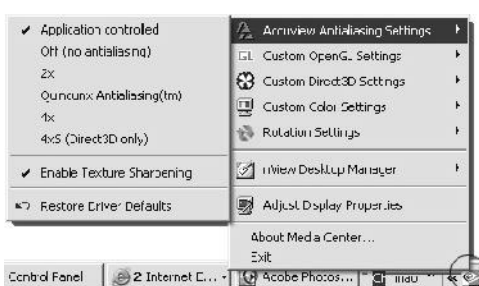 Application controlled
Off (no antialiasing)
2x
Quincunx Antialiasing(tm)
4x
4xS (Direct3D only)
Enable Texture Sharpening
Restore Driver Defaults
Accuview Antialiasing Settings
GL Custom OpenGL Settings
Custom Direct3D Settings
Custom Color Settings
Rotation Settings
nView Desktop Manager
Adjust Display Properties
About Media Center...
Exit
Control Panel
2 Internet E...
Adobe Photos...